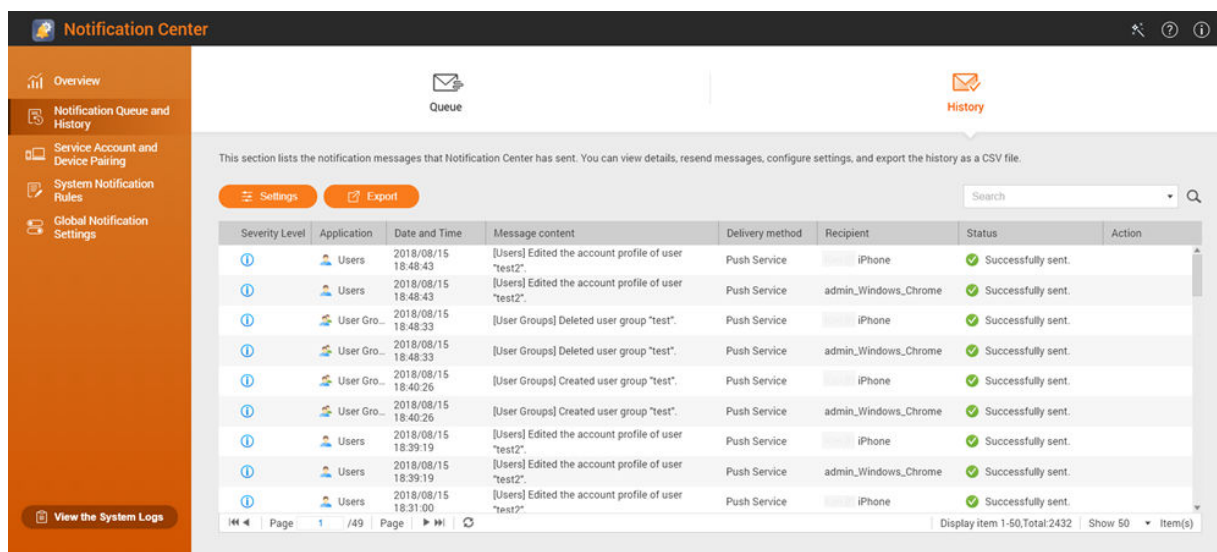 Notification Center
Overview
Notification Queue and
History
Service Account and
Device Pairing
System Notification
Rules
Global Notification
Settings
View the System Logs
Queue
History
This section lists the notification messages that Notification Center has sent. You can view details, resend messages, configure settings, and export the history as a CSV file.
Settings Export Search
Severity Level Application Date and Time Message content Delivery method Recipient Status Action
Users 2018/08/15 18:48:43 [Users] Edited the account profile of user "test2". Push Service iPhone Successfully sent.
Users 2018/08/15 18:48:43 [Users] Edited the account profile of user "test2". Push Service admin_Windows_Chrome Successfully sent.
User Gro... 2018/08/15 18:48:33 [User Groups] Deleted user group "test". Push Service iPhone Successfully sent.
User Gro... 2018/08/15 18:48:33 [User Groups] Deleted user group "test". Push Service admin_Windows_Chrome Successfully sent.
User Gro... 2018/08/15 18:40:26 [User Groups] Created user group "test". Push Service iPhone Successfully sent.
User Gro... 2018/08/15 18:40:26 [User Groups] Created user group "test". Push Service admin_Windows_Chrome Successfully sent.
Users 2018/08/15 18:39:19 [Users] Edited the account profile of user "test2". Push Service iPhone Successfully sent.
Users 2018/08/15 18:39:19 [Users] Edited the account profile of user "test2". Push Service admin_Windows_Chrome Successfully sent.
Users 2018/08/15 18:31:00 [Users] Edited the account profile of user "test2". Push Service iPhone Successfully sent.
Page 1 /49 Page Display item 1-50,Total:2432 Show 50 Item(s)